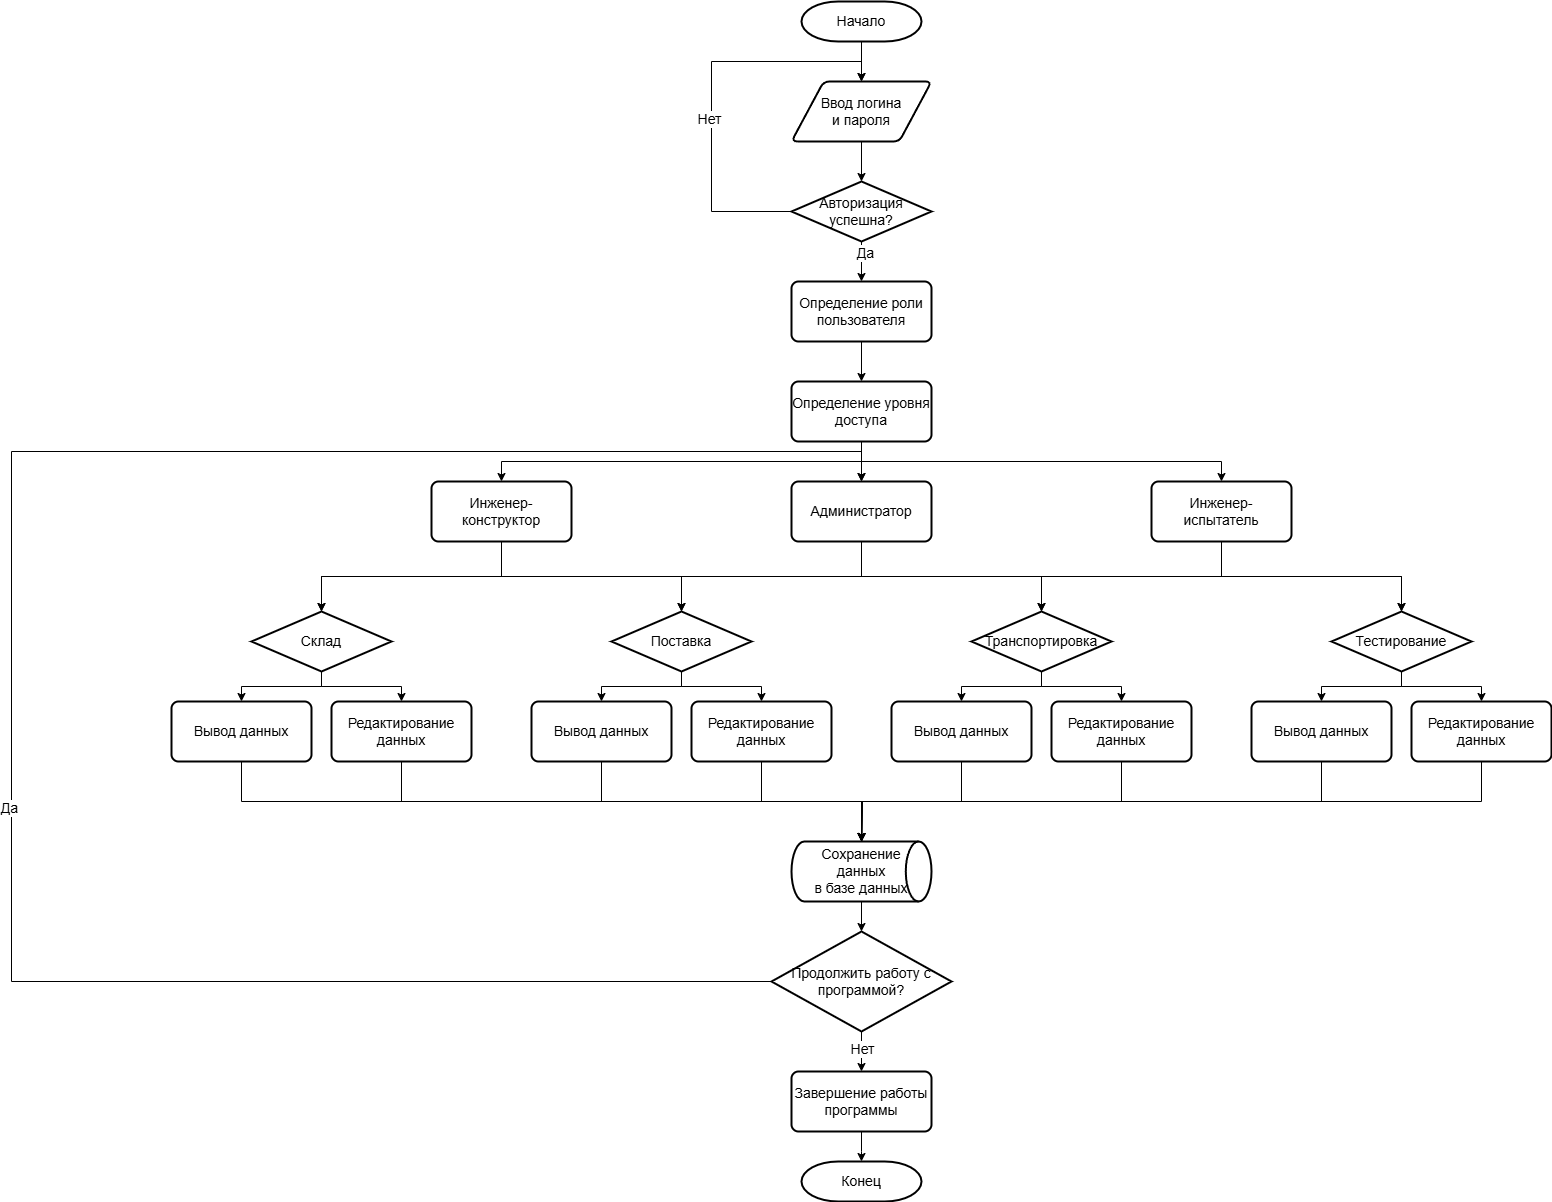 Начало
Ввод логина
и пароля
Нет
Авторизация
успешна?
Да
Определение роли
пользователя
Определение уровня
доступа
Инженер-
конструктор
Администратор
Инженер-
испытатель
Склад
Поставка
Транспортировка
Тестирование
Вывод данных
Редактирование
данных
Вывод данных
Редактирование
данных
Вывод данных
Редактирование
данных
Вывод данных
Редактирование
данных
Да
Сохранение
данных
в базе данных
Продолжить работу с
программой?
Нет
Завершение работы
программы
Конец